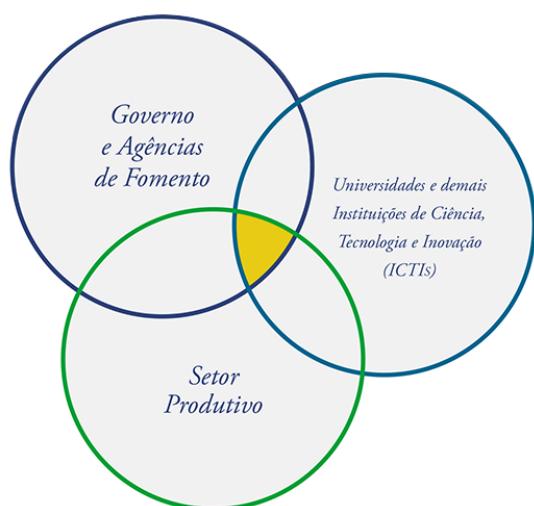 Governo
e Agências
de Fomento
Universidades e demais
Instituições de Ciência,
Tecnologia e Inovação
(ICTIs)
Setor
Produtivo